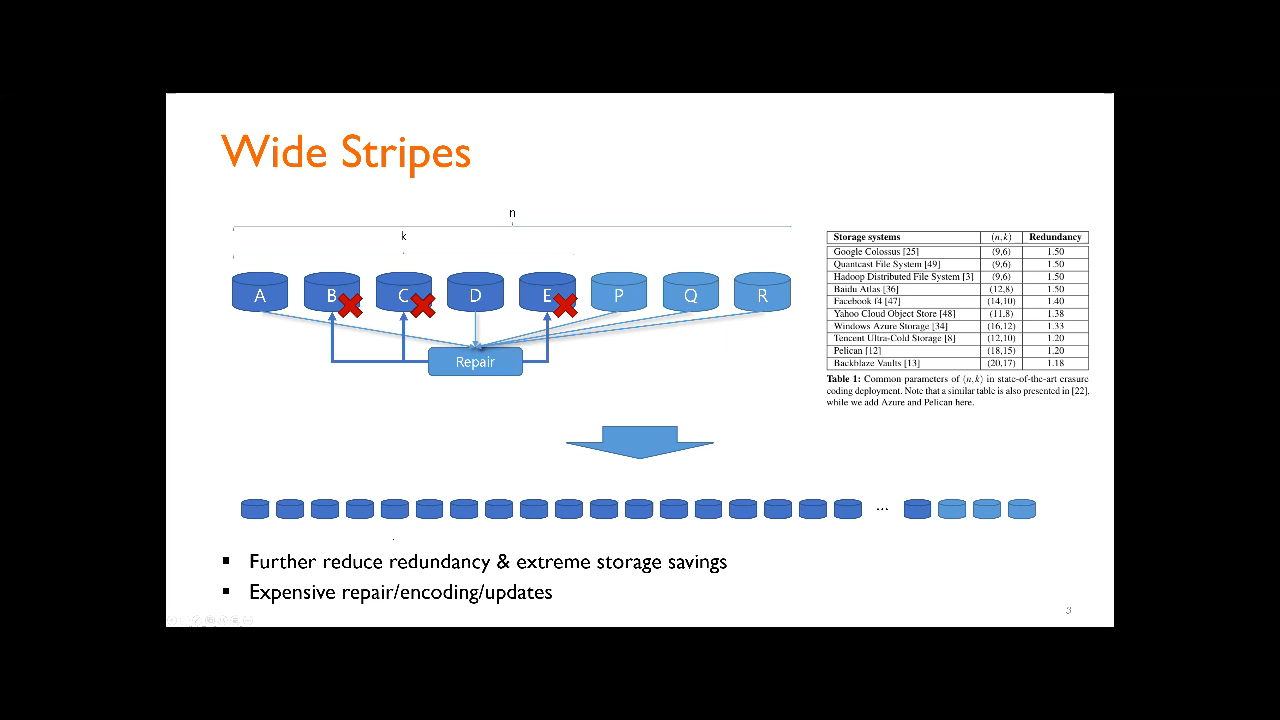 Wide Stripes
n
k
A B C D E P Q R
Repair
Storage systems (n,k) Redundancy
Google Colossus [25] (9,6) 1.50
Quantcast File System [49] (9,6) 1.50
Hadoop Distributed File System [3] (9,6) 1.50
Baidu Atlas [36] (12,8) 1.50
Facebook f4 [47] (14,10) 1.40
Yahoo Cloud Object Store [48] (11,8) 1.38
Windows Azure Storage [34] (16,12) 1.33
Tencent Ultra-Cold Storage [8] (12,10) 1.20
Pelican [12] (18,15) 1.20
Backblaze Vaults [13] (20,17) 1.18
Table 1: Common parameters of (n,k) in state-of-the-art erasure
coding deployment. Note that a similar table is also presented in [22],
while we add Azure and Pelican here.
...
▪ Further reduce redundancy & extreme storage savings
▪ Expensive repair/encoding/updates
3